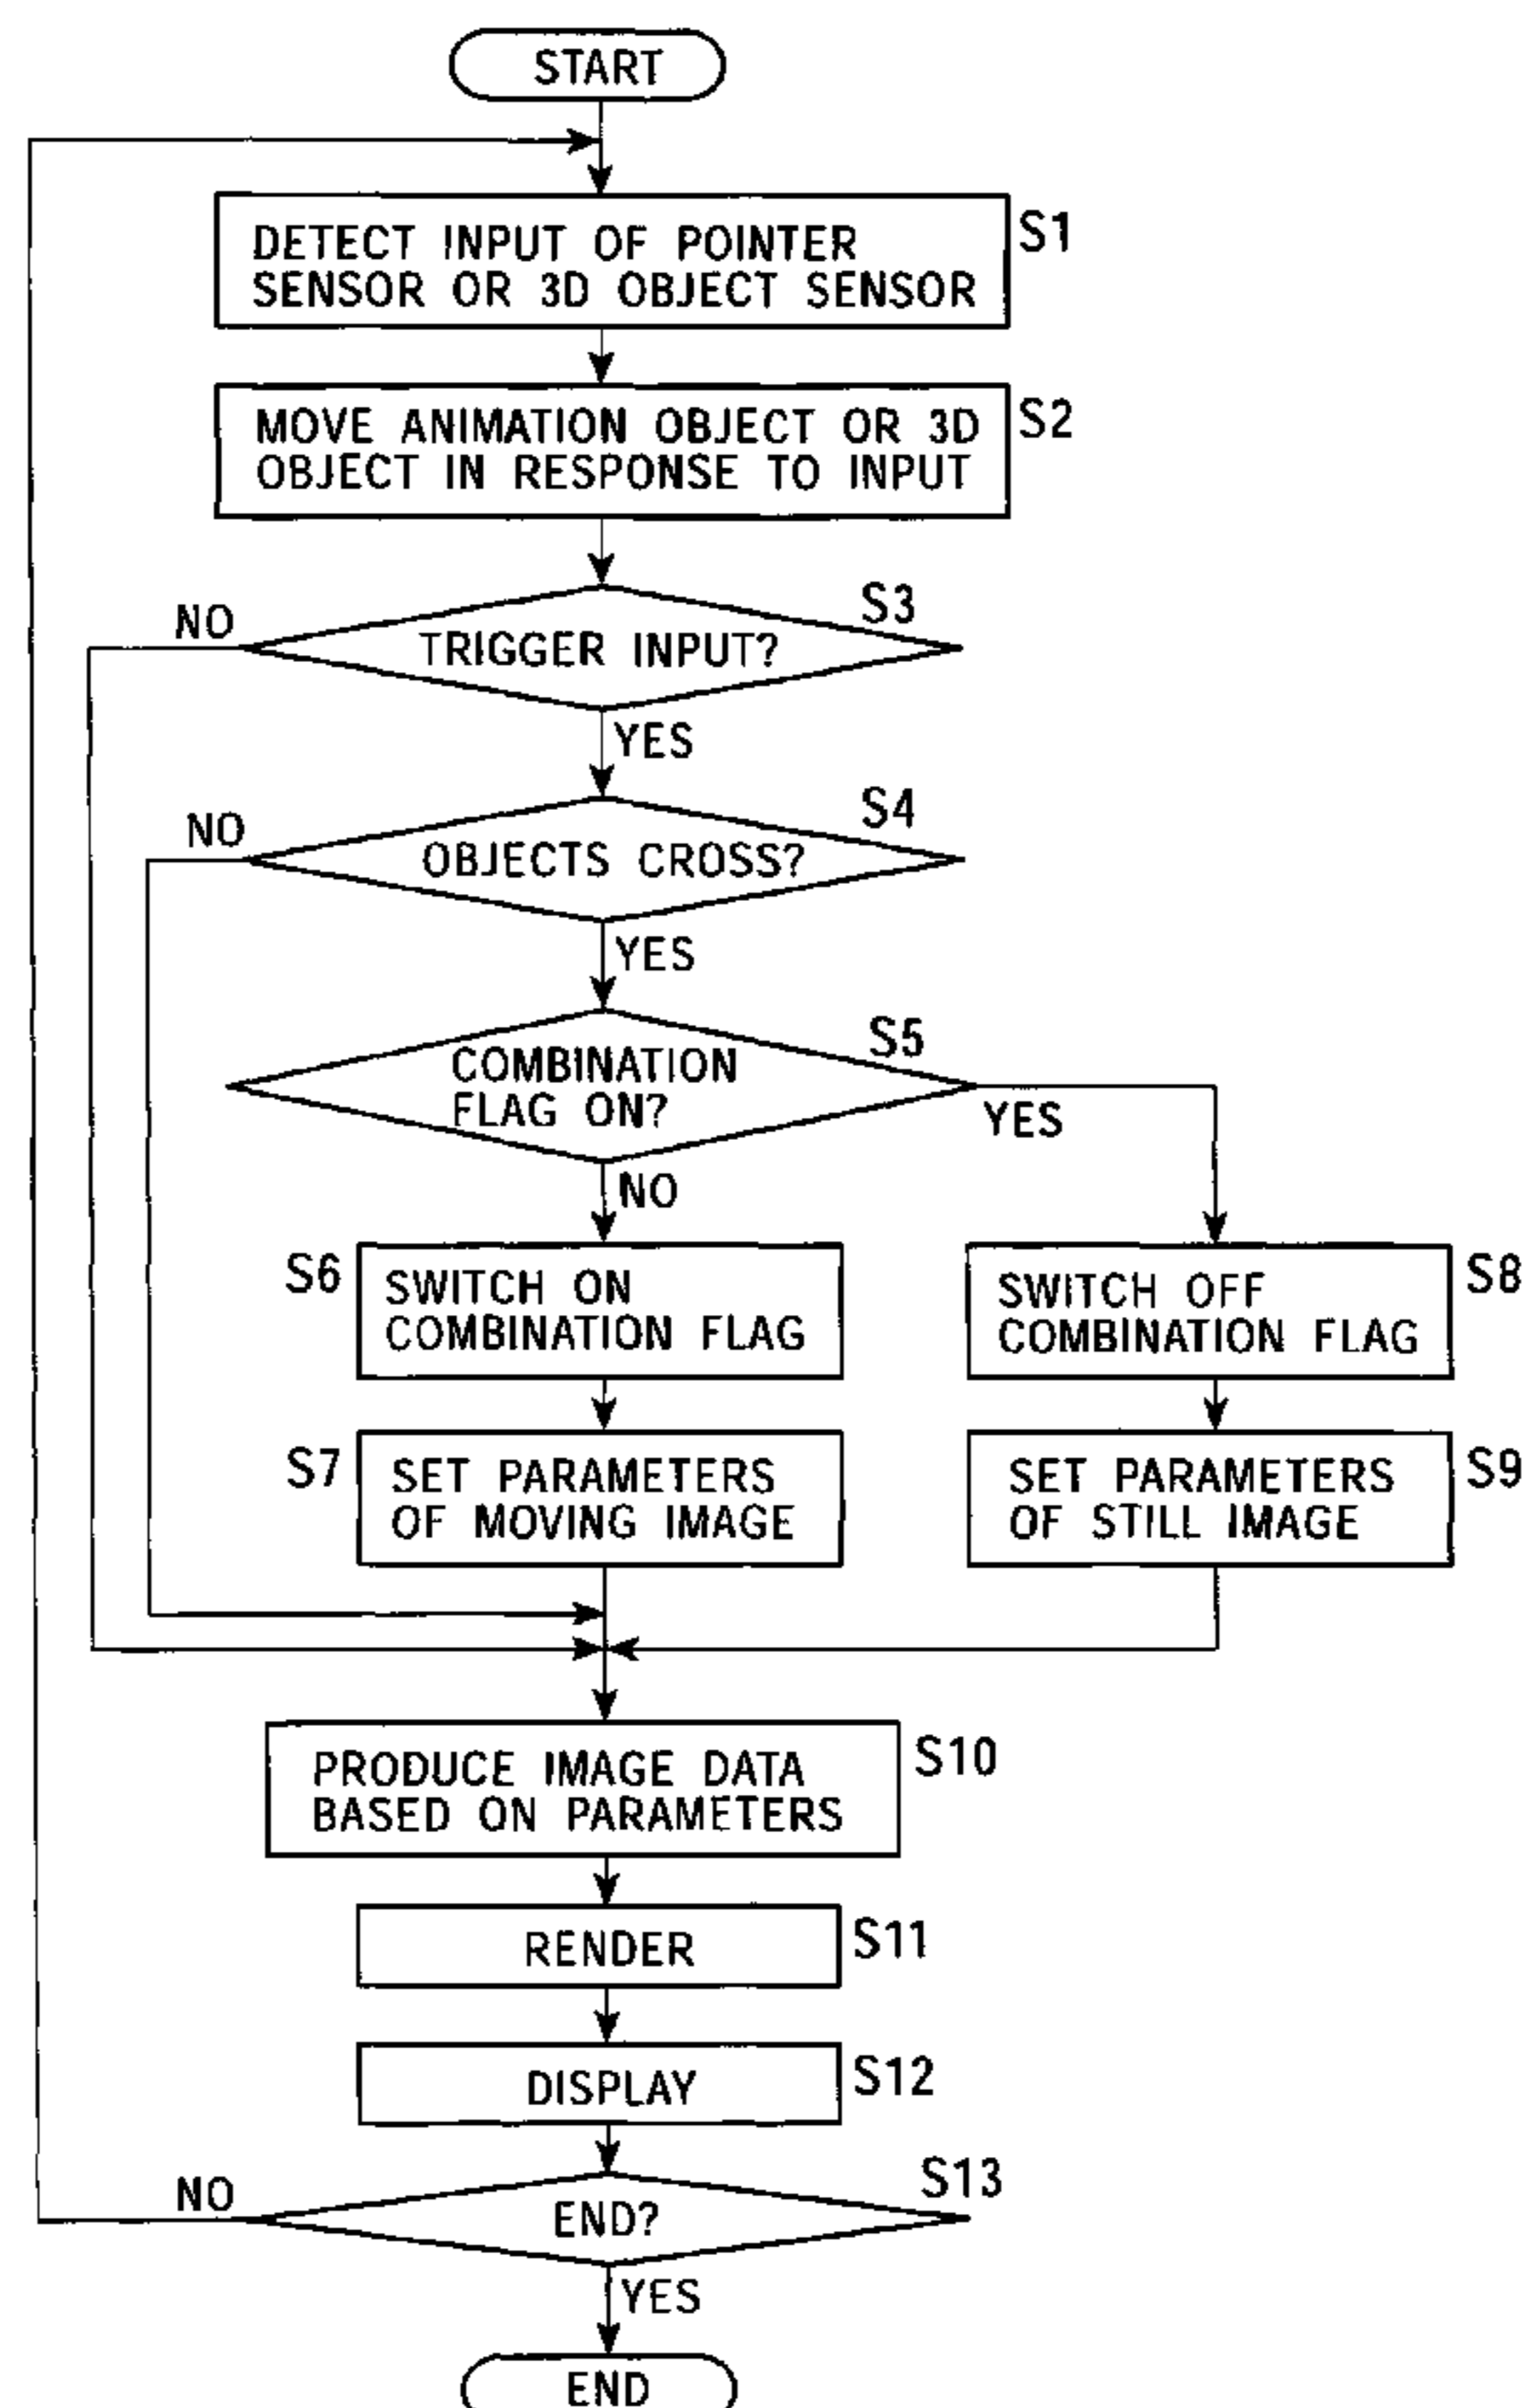 START
DETECT INPUT OF POINTER
SENSOR OR 3D OBJECT SENSOR
S1
MOVE ANIMATION OBJECT OR 3D
OBJECT IN RESPONSE TO INPUT
S2
NO
TRIGGER INPUT?
S3
YES
NO
OBJECTS CROSS?
S4
YES
COMBINATION
FLAG ON?
S5
YES
NO
S6
SWITCH ON
COMBINATION FLAG
SWITCH OFF
COMBINATION FLAG
S8
S7
SET PARAMETERS
OF MOVING IMAGE
SET PARAMETERS
OF STILL IMAGE
S9
PRODUCE IMAGE DATA
BASED ON PARAMETERS
S10
RENDER
S11
DISPLAY
S12
NO
END?
S13
YES
END